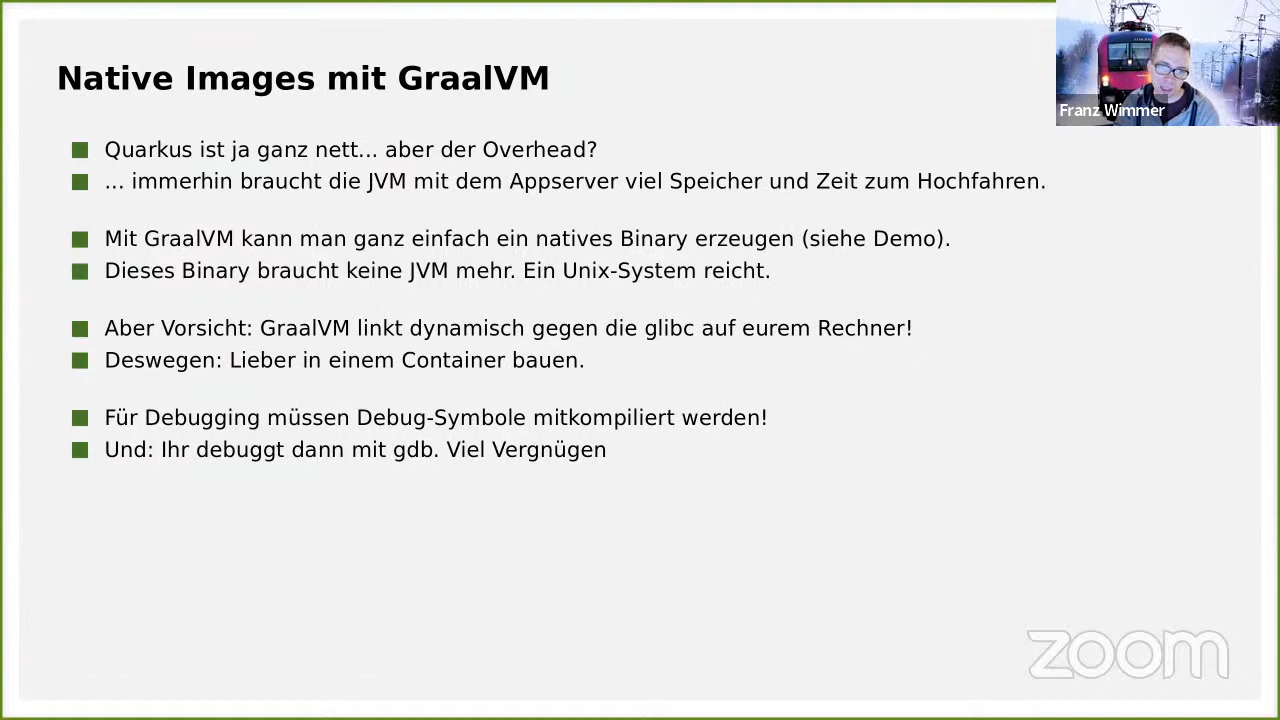 Native Images mit GraalVM
Franz Wimmer
Quarkus ist ja ganz nett... aber der Overhead?
... immerhin braucht die JVM mit dem Appserver viel Speicher und Zeit zum Hochfahren.
Mit GraalVM kann man ganz einfach ein natives Binary erzeugen (siehe Demo).
Dieses Binary braucht keine JVM mehr. Ein Unix-System reicht.
Aber Vorsicht: GraalVM linkt dynamisch gegen die glibc auf eurem Rechner!
Deswegen: Lieber in einem Container bauen.
Für Debugging müssen Debug-Symbole mitkompiliert werden!
Und: Ihr debuggt dann mit gdb. Viel Vergnügen
zoom